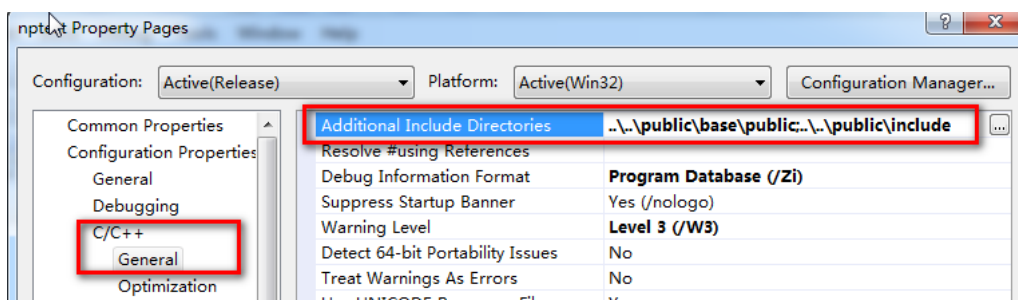 nptest Property Pages
Configuration: Active(Release) Platform: Active(Win32) Configuration Manager...
Common Properties
Configuration Properties
General
Debugging
C/C++
General
Optimization
Additional Include Directories ..\..\public\base\public;..\..\public\include ...
Resolve #using References
Debug Information Format Program Database (/Zi)
Suppress Startup Banner Yes (/nologo)
Warning Level Level 3 (/W3)
Detect 64-bit Portability Issues No
Treat Warnings As Errors No